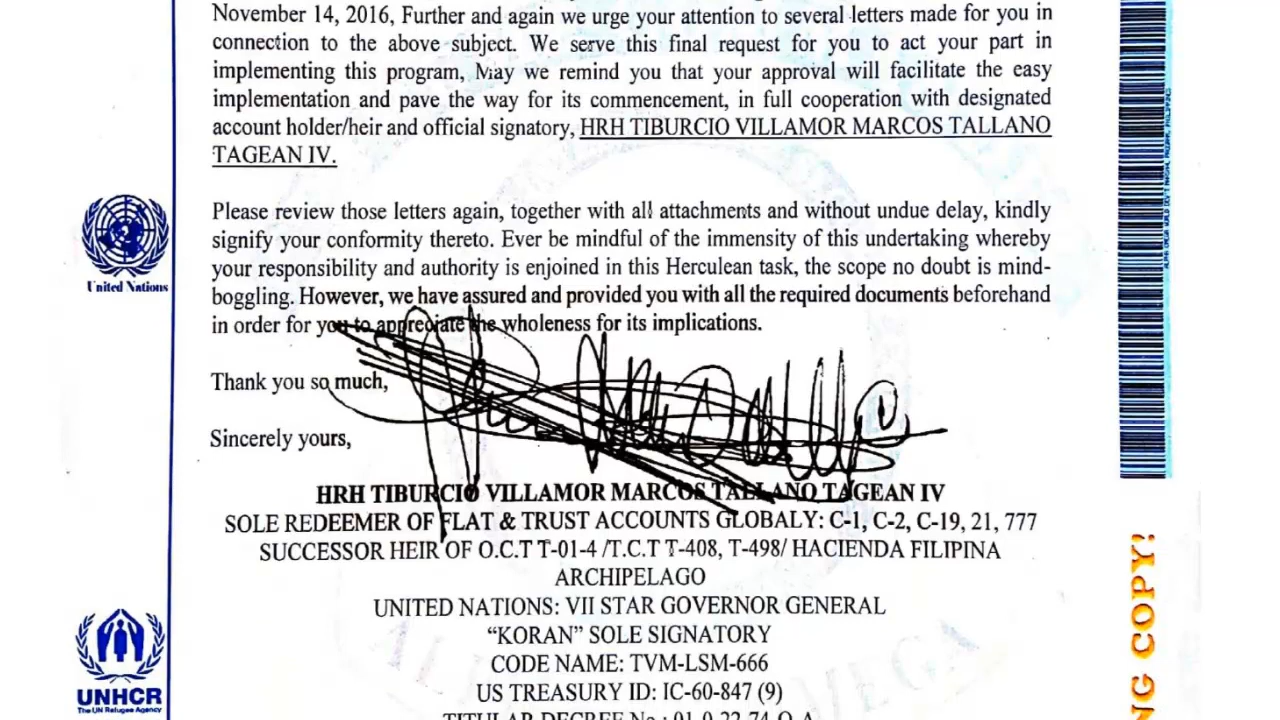 November 14, 2016, Further and again we urge your attention to several letters made for you in
connection to the above subject. We serve this final request for you to act your part in
implementing this program, May we remind you that your approval will facilitate the easy
implementation and pave the way for its commencement, in full cooperation with designated
account holder/heir and official signatory, HRH TIBURCIO VILLAMOR MARCOS TALLANO
TAGEAN IV.
Please review those letters again, together with all attachments and without undue delay, kindly
signify your conformity thereto. Ever be mindful of the immensity of this undertaking whereby
your responsibility and authority is enjoined in this Herculean task, the scope no doubt is mind-
boggling. However, we have assured and provided you with all the required documents beforehand
in order for you to appreciate the wholeness for its implications.
Thank you so much,
Sincerely yours,
HRH TIBURCIO VILLAMOR MARCOS TALLANO TAGEAN IV
SOLE REDEEMER OF FLAT & TRUST ACCOUNTS GLOBALY: C-1, C-2, C-19, 21, 777
SUCCESSOR HEIR OF O.C.T T-01-4 /T.C.T T-408, T-498/ HACIENDA FILIPINA
ARCHIPELAGO
UNITED NATIONS: VII STAR GOVERNOR GENERAL
“KORAN” SOLE SIGNATORY
CODE NAME: TVM-LSM-666
US TREASURY ID: IC-60-847 (9)
TITULAR DECREE No.: 01-0-22-74-O-A
United Nations
UNHCR
The UN Refugee Agency
NG COPY!